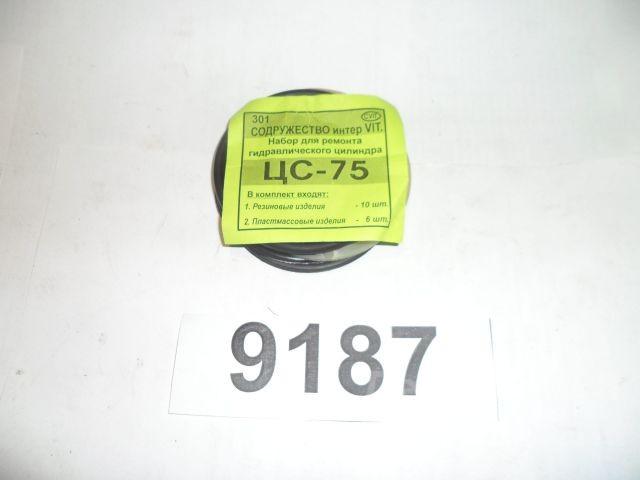 301
СОДРУЖЕСТВО интер VIT.
Набор для ремонта
гидравлического цилиндра
ЦС-75
В комплект входят:
1. Резиновые изделия - 10 шт.
2. Пластмассовые изделия - 6 шт.
9187